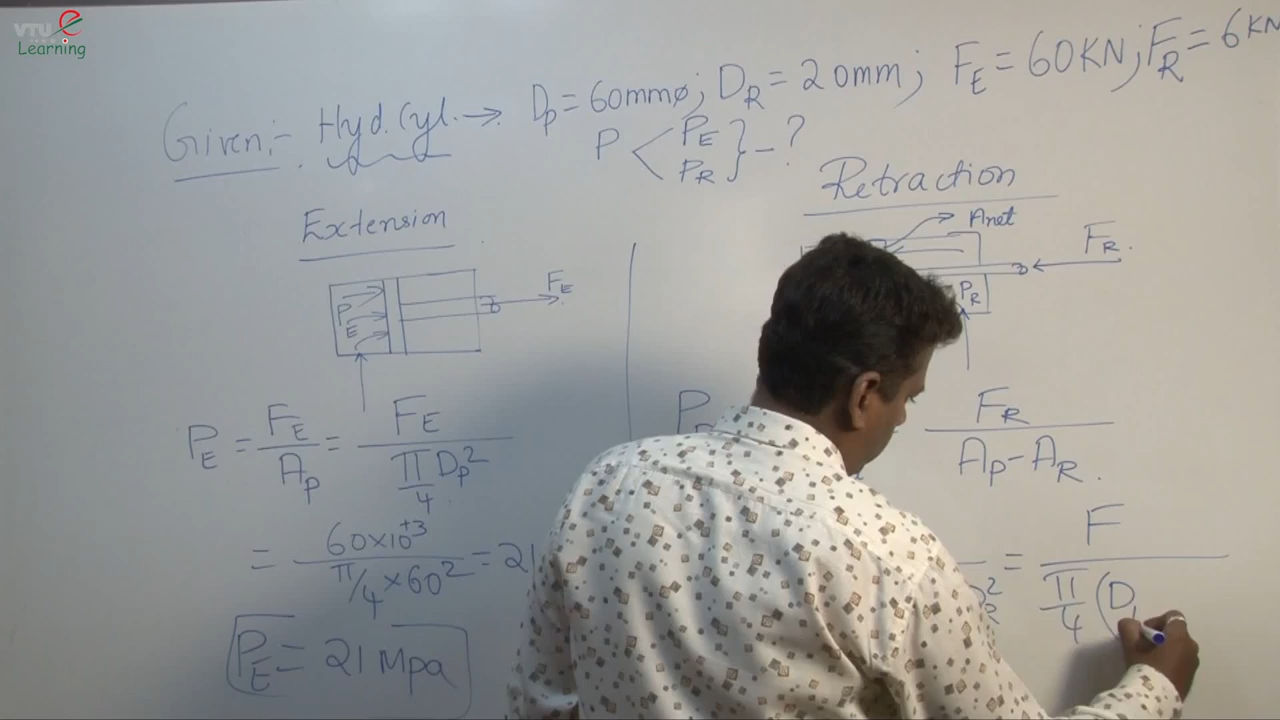 VTU e
Learning
Given:- Hyd. Cyl. → Dp = 60mmø; DR = 20mm; FE = 60KN; FR = 6KN
P < PE PR } - ?
Extension
PE
FE
PE = FE/Ap = FE/(π/4 Dp²)
= 60×10⁺³/(π/4×60²) = 21
PE = 21 Mpa
Retraction
Anet
FR.
PR
FR/(Ap-AR.)
= F/(π/4 (D